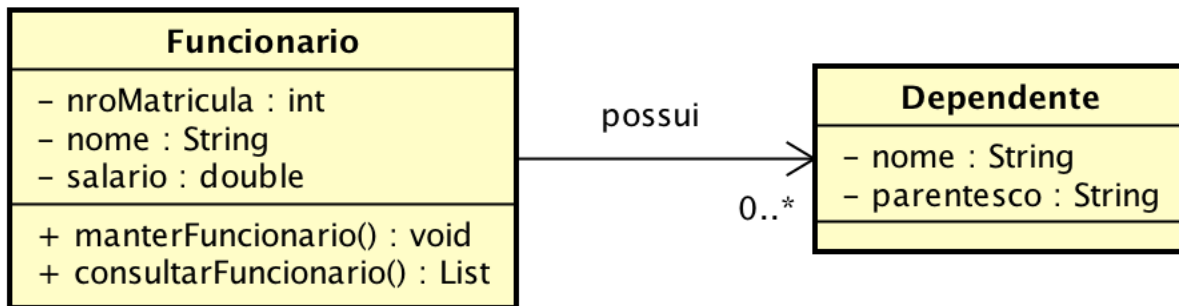 Funcionario
- nroMatricula : int
- nome : String
- salario : double
+ manterFuncionario() : void
+ consultarFuncionario() : List
possui
0..*
Dependente
- nome : String
- parentesco : String